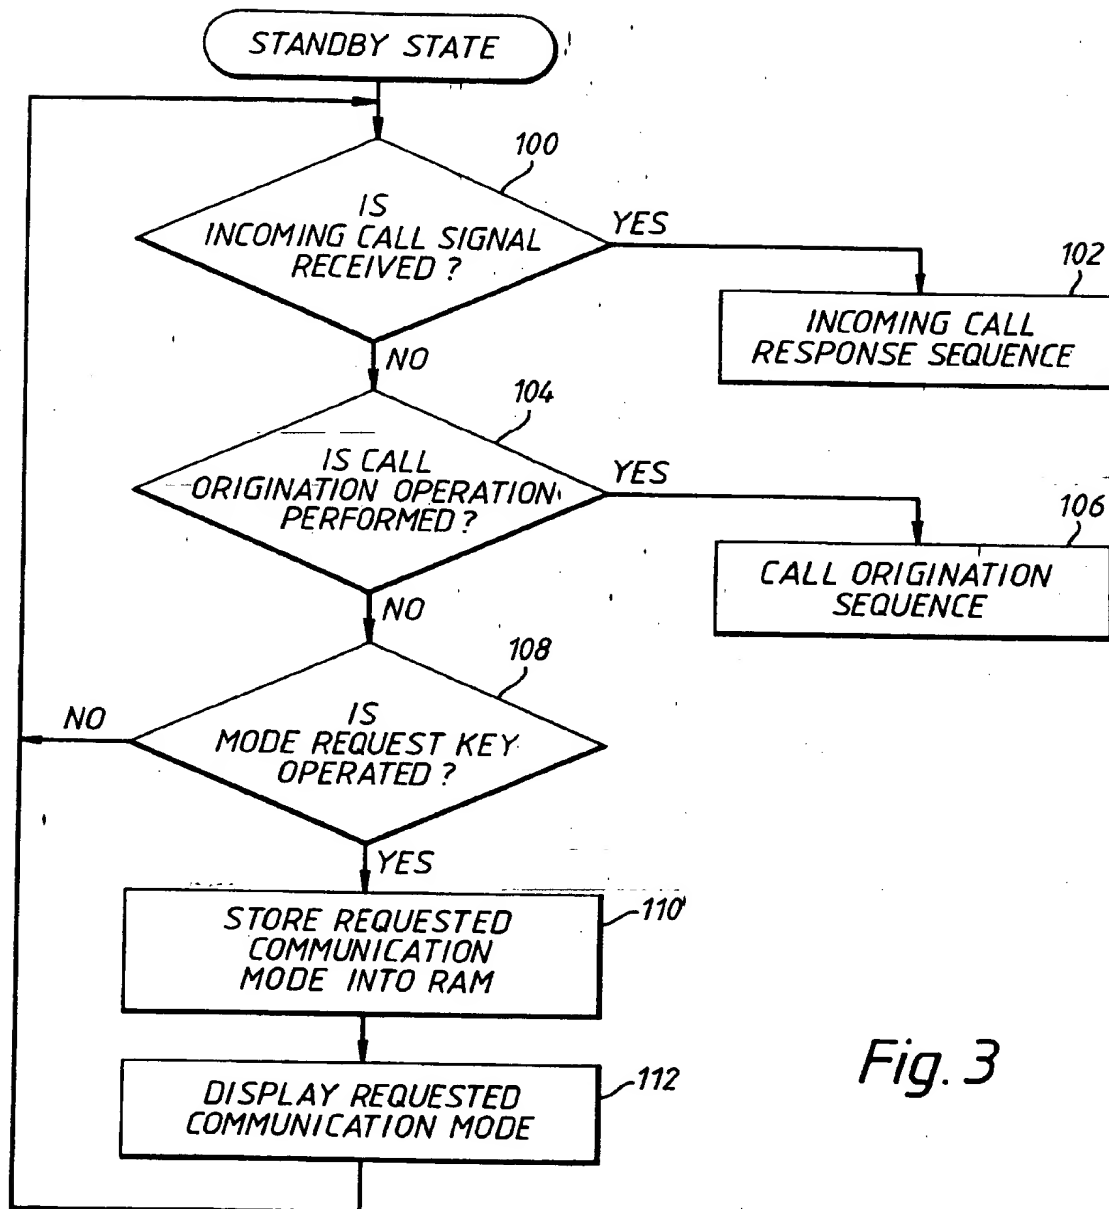 STANDBY STATE
100
IS
INCOMING CALL SIGNAL
RECEIVED ?
YES
102
INCOMING CALL
RESPONSE SEQUENCE
NO
104
IS CALL
ORIGINATION OPERATION
PERFORMED ?
YES
106
CALL ORIGINATION
SEQUENCE
NO
108
IS
MODE REQUEST KEY
OPERATED ?
NO
YES
110
STORE REQUESTED
COMMUNICATION
MODE INTO RAM
112
DISPLAY REQUESTED
COMMUNICATION MODE
Fig. 3